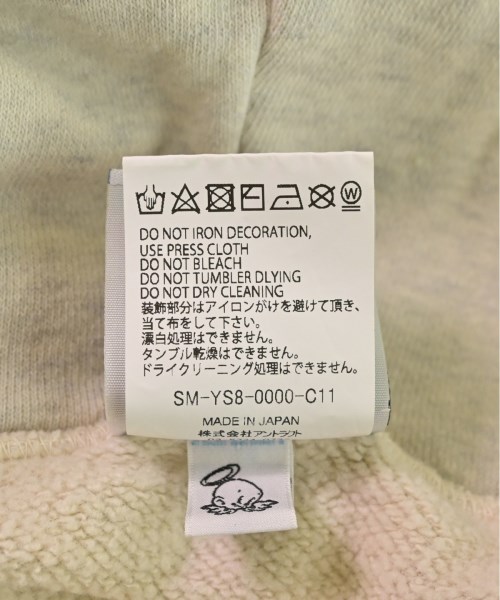 DO NOT IRON DECORATION,
USE PRESS CLOTH
DO NOT BLEACH
DO NOT TUMBLER DLYING
DO NOT DRY CLEANING
装飾部分はアイロンがけを避けて頂き、
当て布をして下さい。
漂白処理はできません。
タンブル乾燥はできません。
ドライクリーニング処理はできません。
SM-YS8-0000-C11
MADE IN JAPAN
株式会社アントラクト